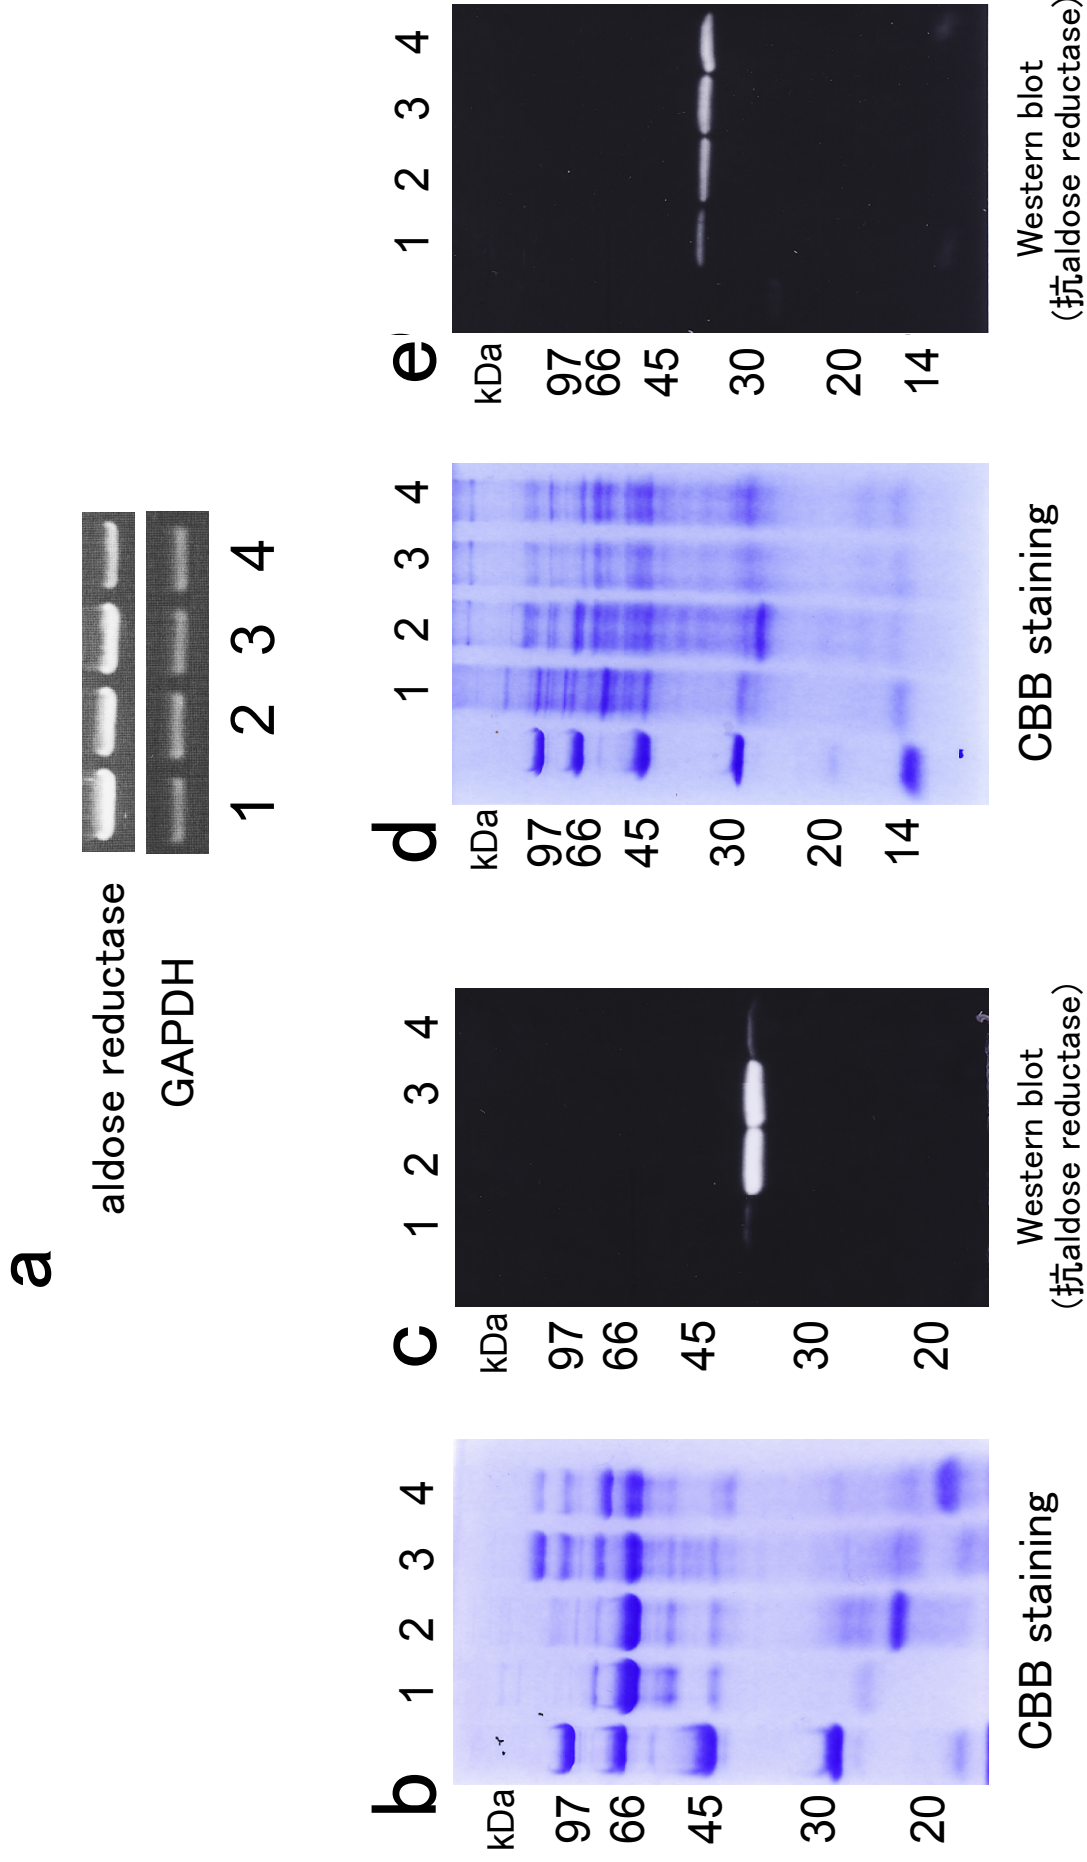 a
aldose reductase
GAPDH
1 2 3 4
b
kDa
97
66
45
30
20
1 2 3 4
CBB staining
c
kDa
97
66
45
30
20
1 2 3 4
Western blot
(抗aldose reductase)
d
kDa
97
66
45
30
20
14
1 2 3 4
CBB staining
e
kDa
97
66
45
30
20
14
1 2 3 4
Western blot
(抗aldose reductase)